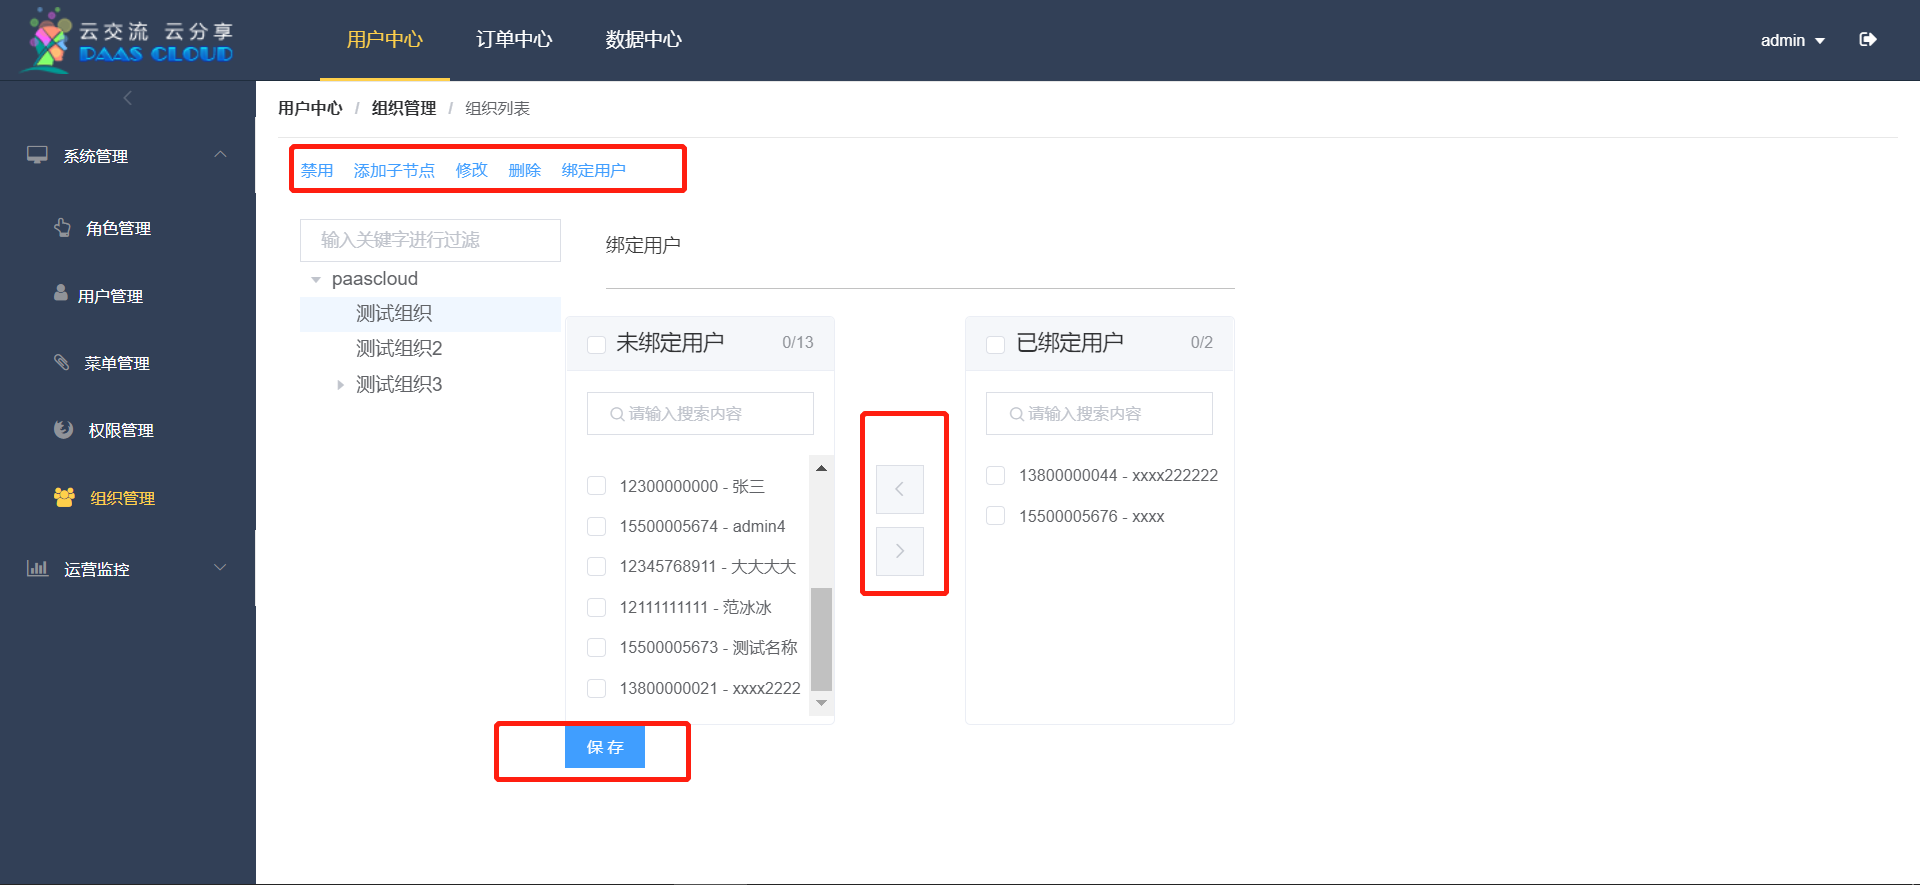 云交流 云分享
PAAS CLOUD
用户中心
订单中心
数据中心
admin
系统管理
角色管理
用户管理
菜单管理
权限管理
组织管理
运营监控
用户中心 / 组织管理 / 组织列表
禁用 添加子节点 修改 删除 绑定用户
输入关键字进行过滤
paascloud
测试组织
测试组织2
测试组织3
绑定用户
未绑定用户 0/13
请输入搜索内容
12300000000 - 张三
15500005674 - admin4
12345768911 - 大大大大
12111111111 - 范冰冰
15500005673 - 测试名称
13800000021 - xxxx2222
已绑定用户 0/2
请输入搜索内容
13800000044 - xxxx222222
15500005676 - xxxx
保存